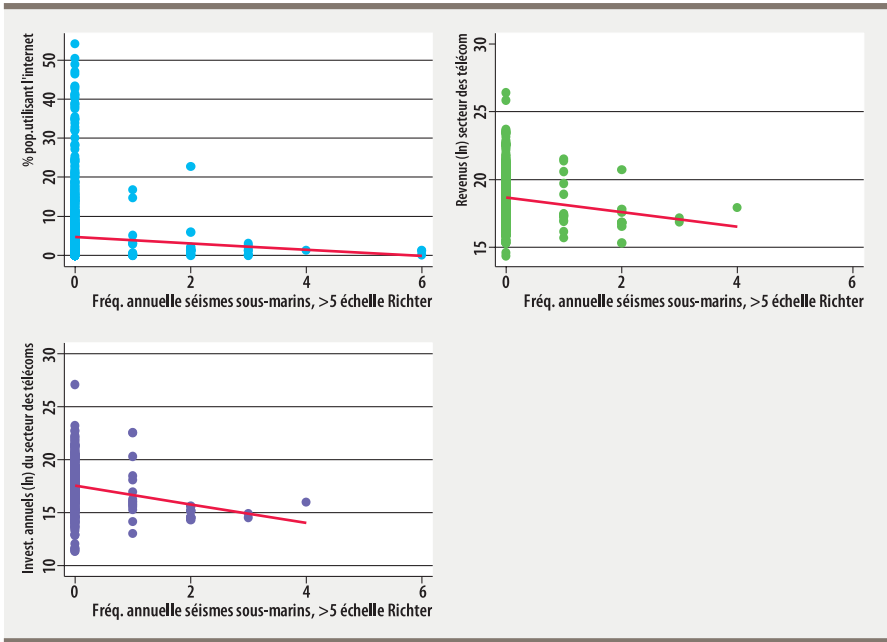 % pop.utilisant l'internet
50
40
30
20
10
0
0 2 4 6
Fréq. annuelle séismes sous-marins, >5 échelle Richter
Revenus (ln) secteur des télécom
30
25
20
15
0 2 4 6
Fréq. annuelle séismes sous-marins, >5 échelle Richter
Invest. annuels (ln) du secteur des télécoms
30
25
20
15
10
0 2 4 6
Fréq. annuelle séismes sous-marins, >5 échelle Richter